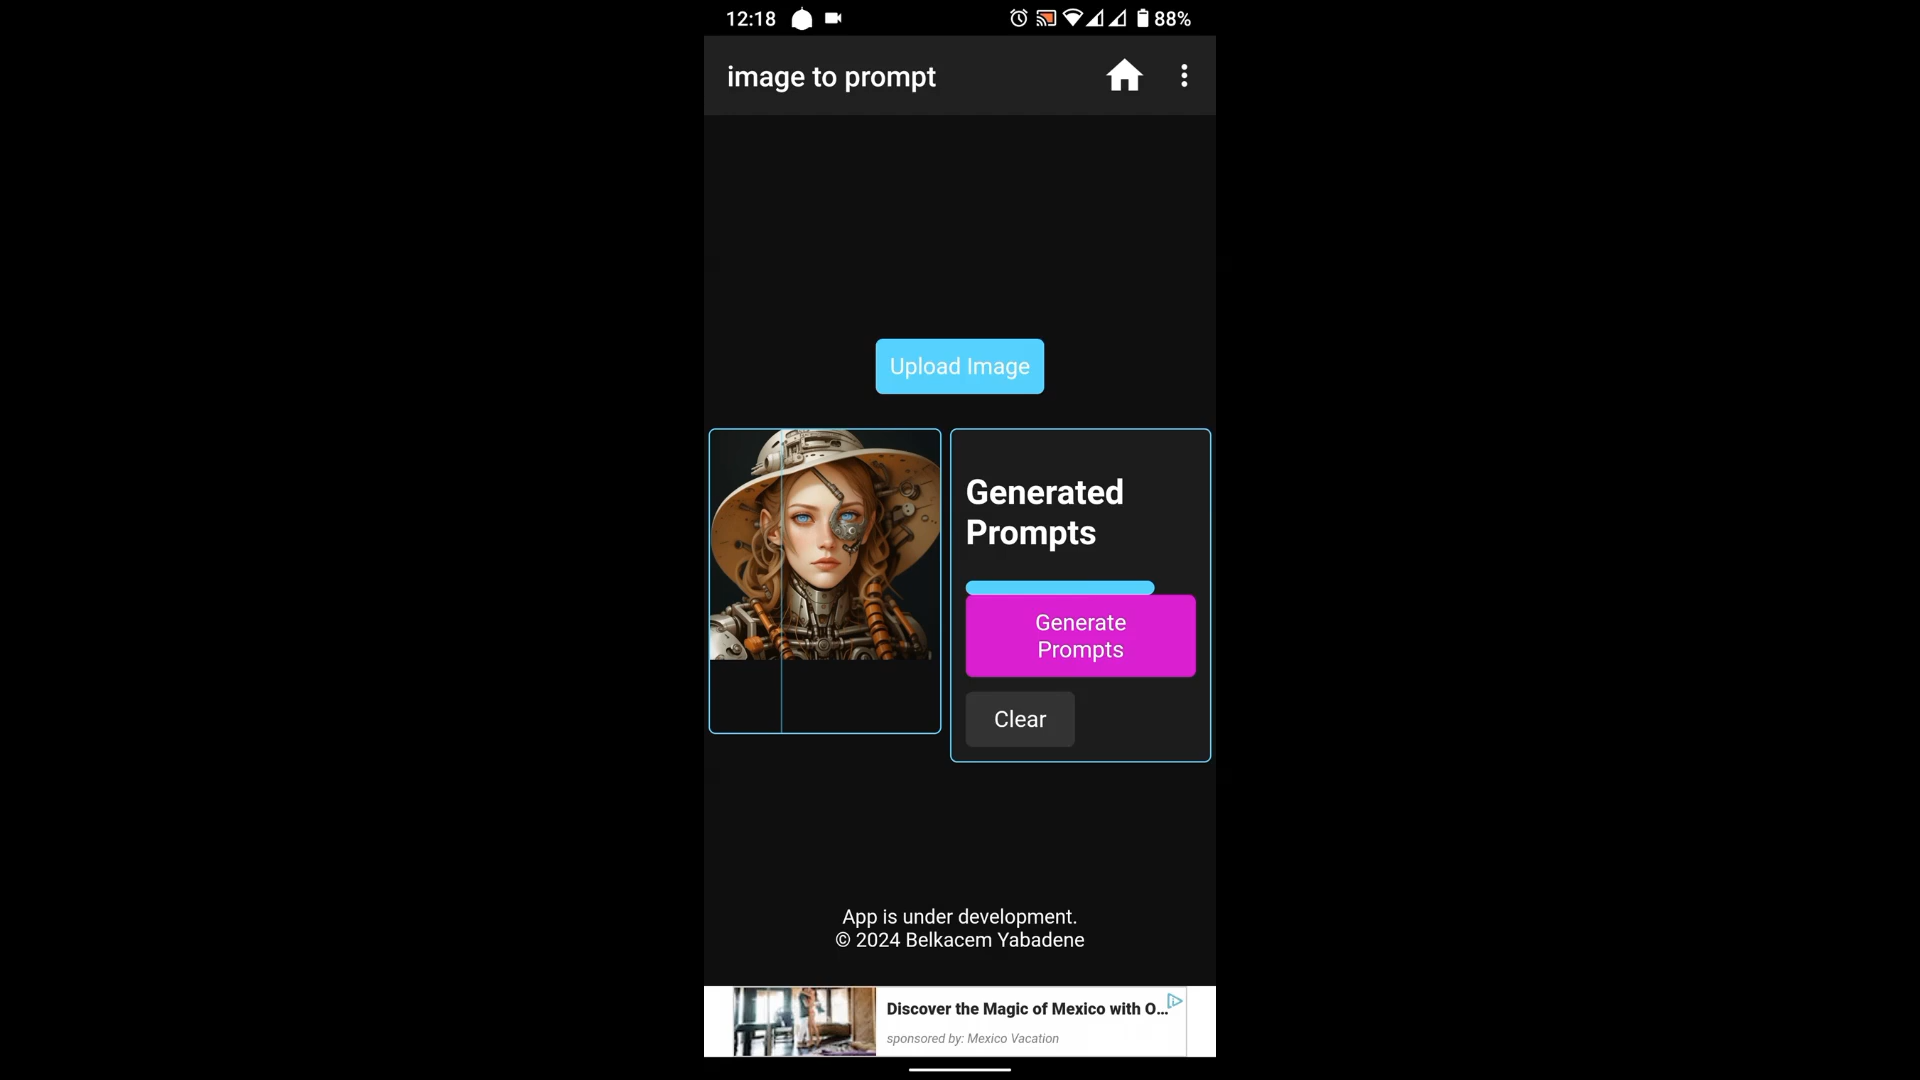 12:18
88%
image to prompt
Upload Image
Generated
Prompts
Generate
Prompts
Clear
App is under development.
© 2024 Belkacem Yabadene
Discover the Magic of Mexico with O...
sponsored by: Mexico Vacation